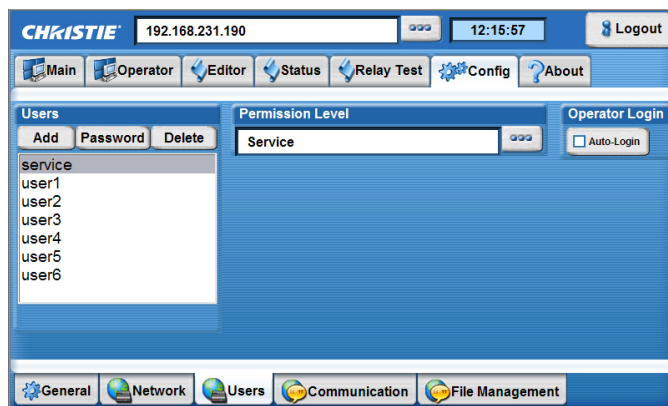 CHRISTIE 192.168.231.190 12:15:57 Logout
Main Operator Editor Status Relay Test Config About
Users Permission Level Operator Login
Add Password Delete Service Auto-Login
service
user1
user2
user3
user4
user5
user6
General Network Users Communication File Management